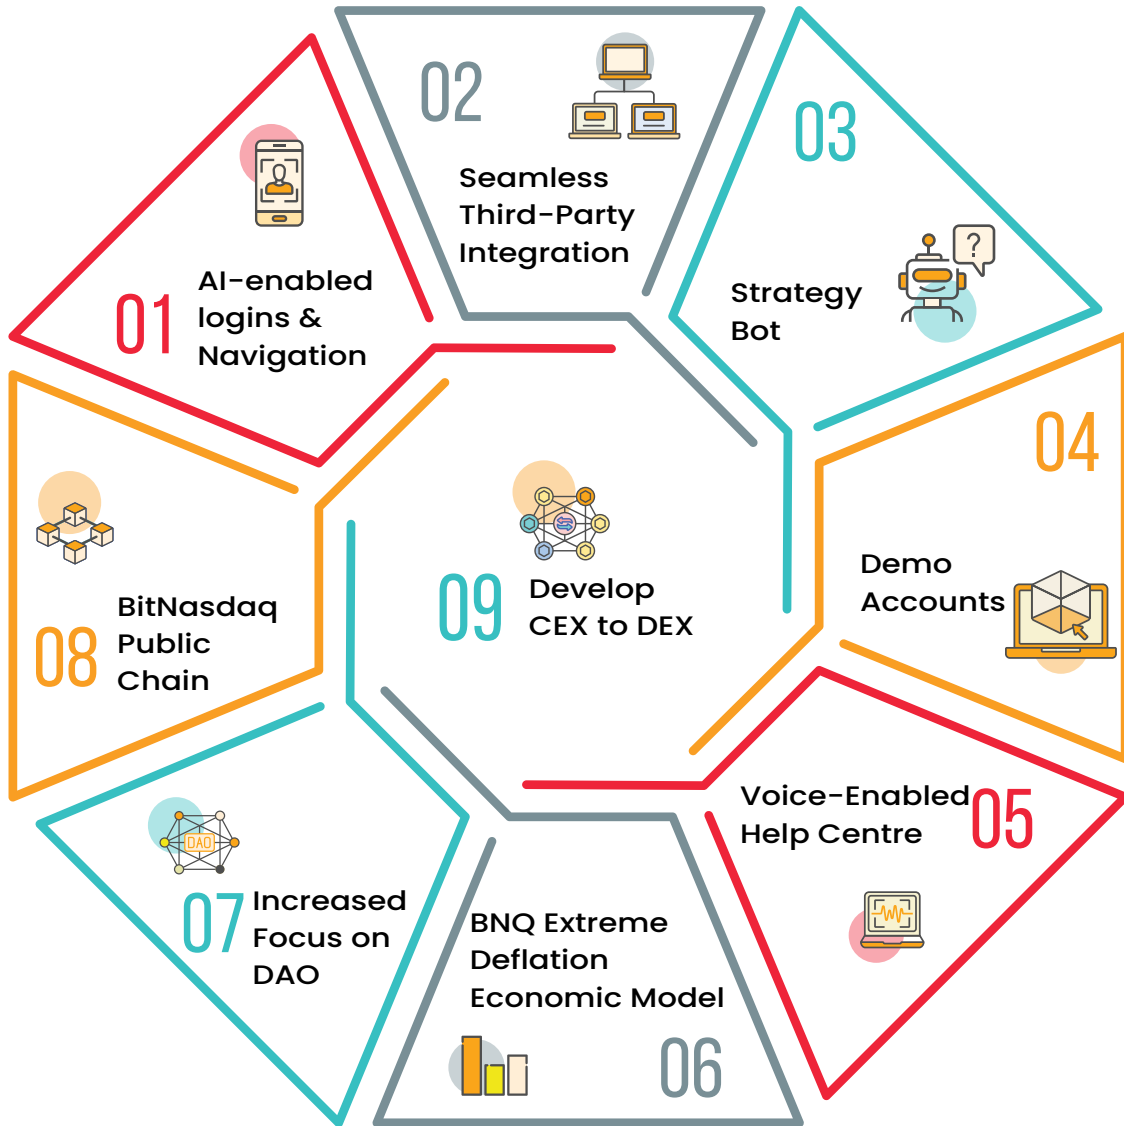 01
AI-enabled
logins &
Navigation
02
Seamless
Third-Party
Integration
03
Strategy
Bot
?
04
Demo
Accounts
05
Voice-Enabled
Help Centre
06
BNQ Extreme
Deflation
Economic Model
07
Increased
Focus on
DAO
DAO
08
BitNasdaq
Public
Chain
09
Develop
CEX to DEX